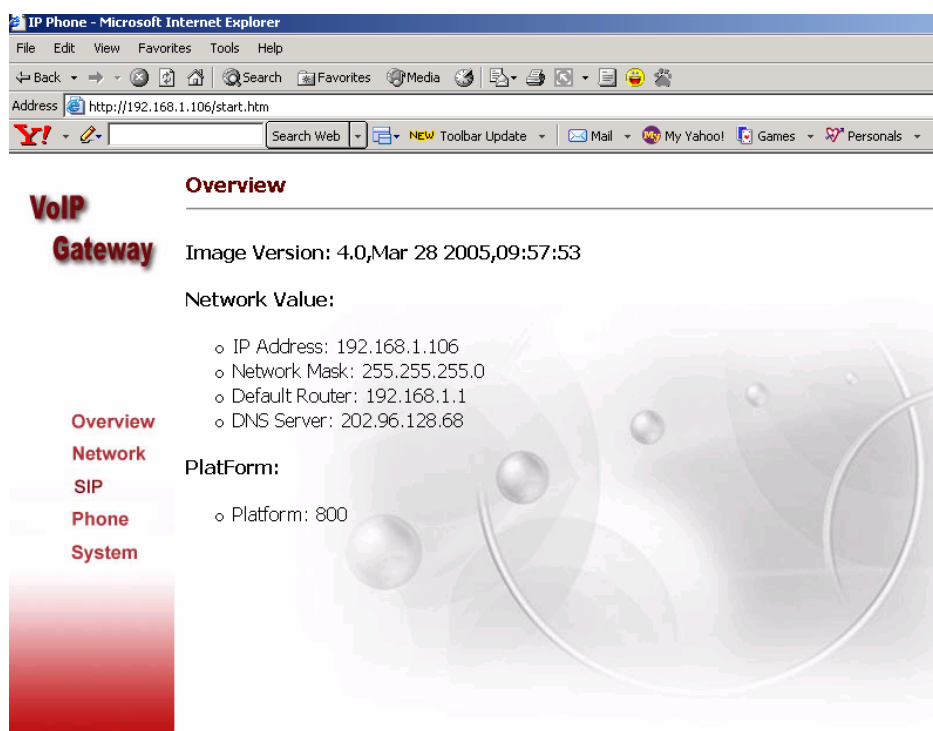 IP Phone - Microsoft Internet Explorer
File Edit View Favorites Tools Help
Back Search Favorites Media
Address http://192.168.1.106/start.htm
Y! Search Web NEW Toolbar Update Mail My My Yahoo! Games Personals
VoIP
Gateway
Overview
Network
SIP
Phone
System
Overview
Image Version: 4.0,Mar 28 2005,09:57:53
Network Value:
IP Address: 192.168.1.106
Network Mask: 255.255.255.0
Default Router: 192.168.1.1
DNS Server: 202.96.128.68
PlatForm:
Platform: 800